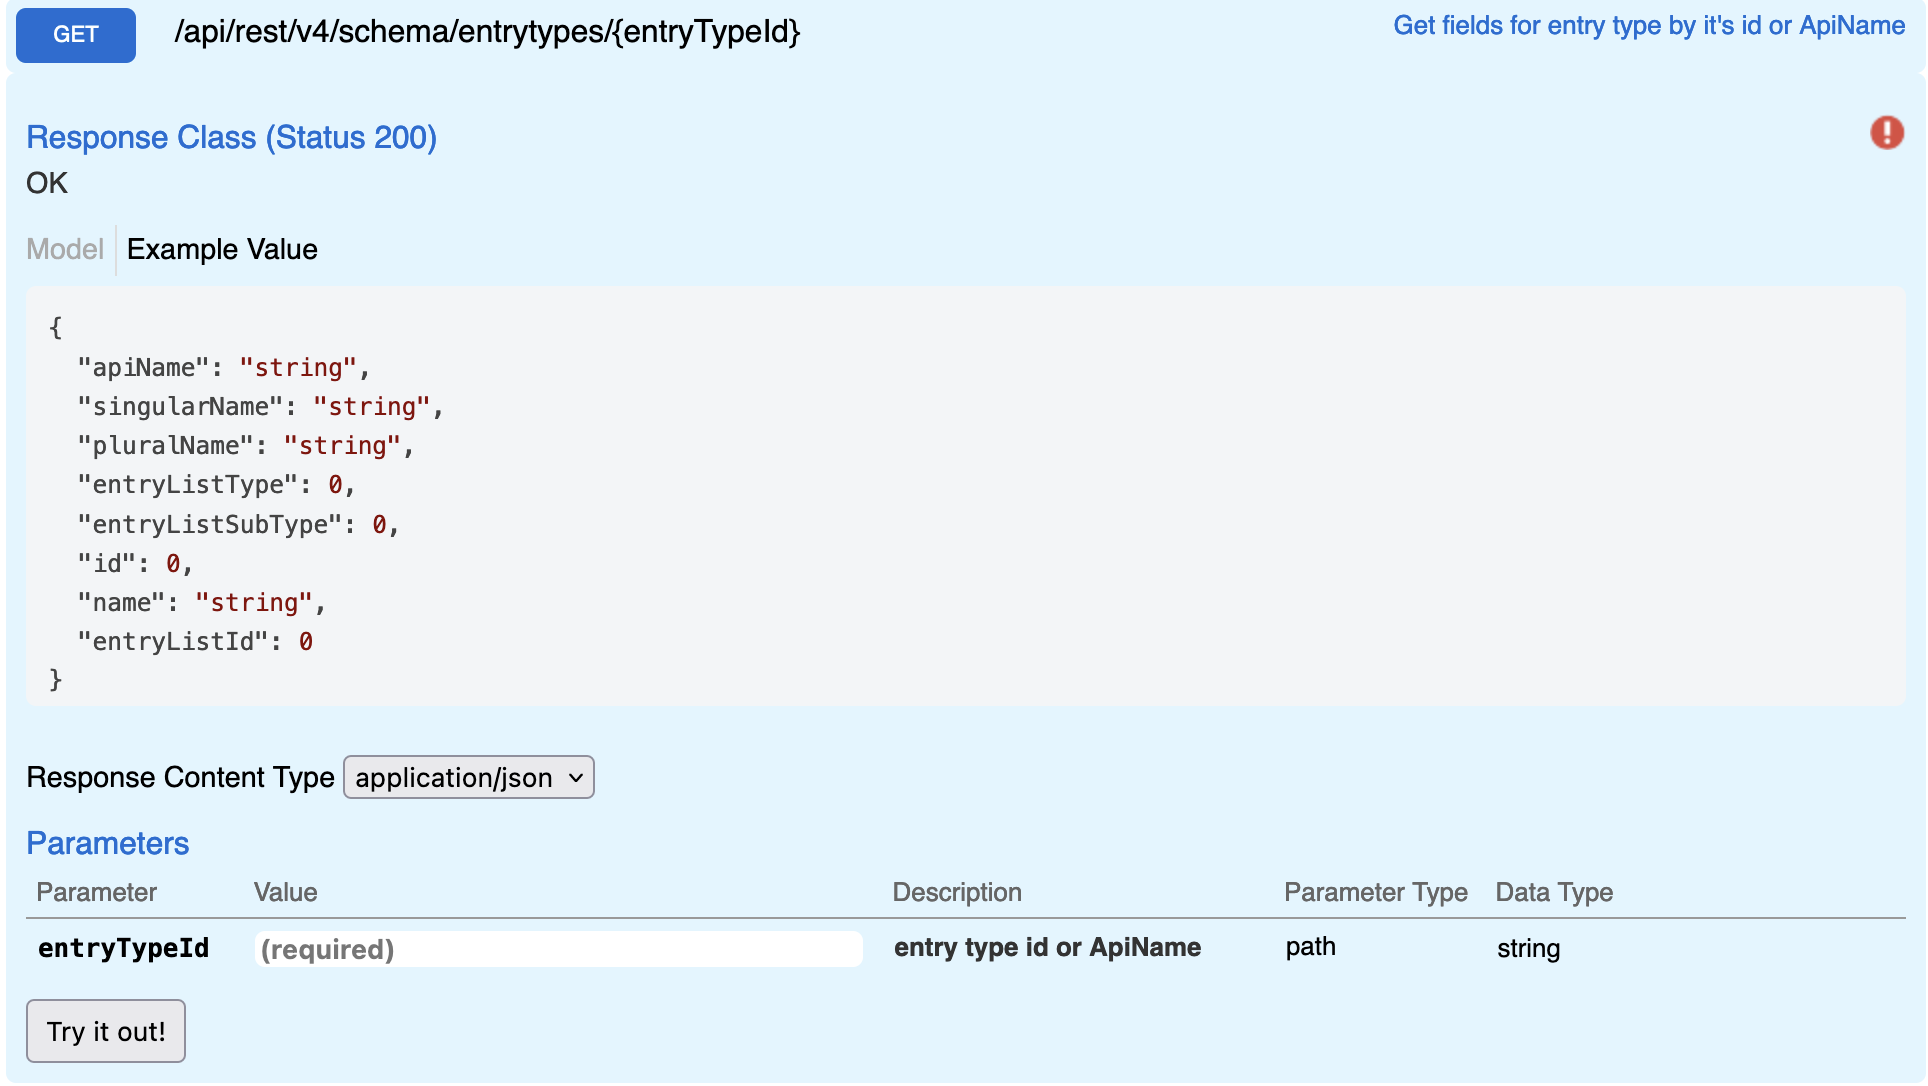 GET /api/rest/v4/schema/entrytypes/{entryTypeId} Get fields for entry type by it's id or ApiName
Response Class (Status 200)
OK
Model Example Value
{
  "apiName": "string",
  "singularName": "string",
  "pluralName": "string",
  "entryListType": 0,
  "entryListSubType": 0,
  "id": 0,
  "name": "string",
  "entryListId": 0
}
Response Content Type application/json
Parameters
Parameter Value Description Parameter Type Data Type
entryTypeId (required) entry type id or ApiName path string
Try it out!